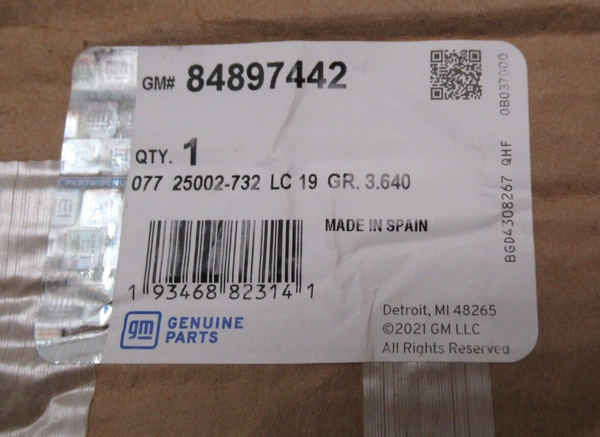 GM# 84897442
QTY. 1
077 25002-732 LC 19 GR. 3.640
MADE IN SPAIN
1 93468 82314 1
gm GENUINE
PARTS
Detroit, MI 48265
©2021 GM LLC
All Rights Reserved
BGD4308267 QHF 0B037000
gm